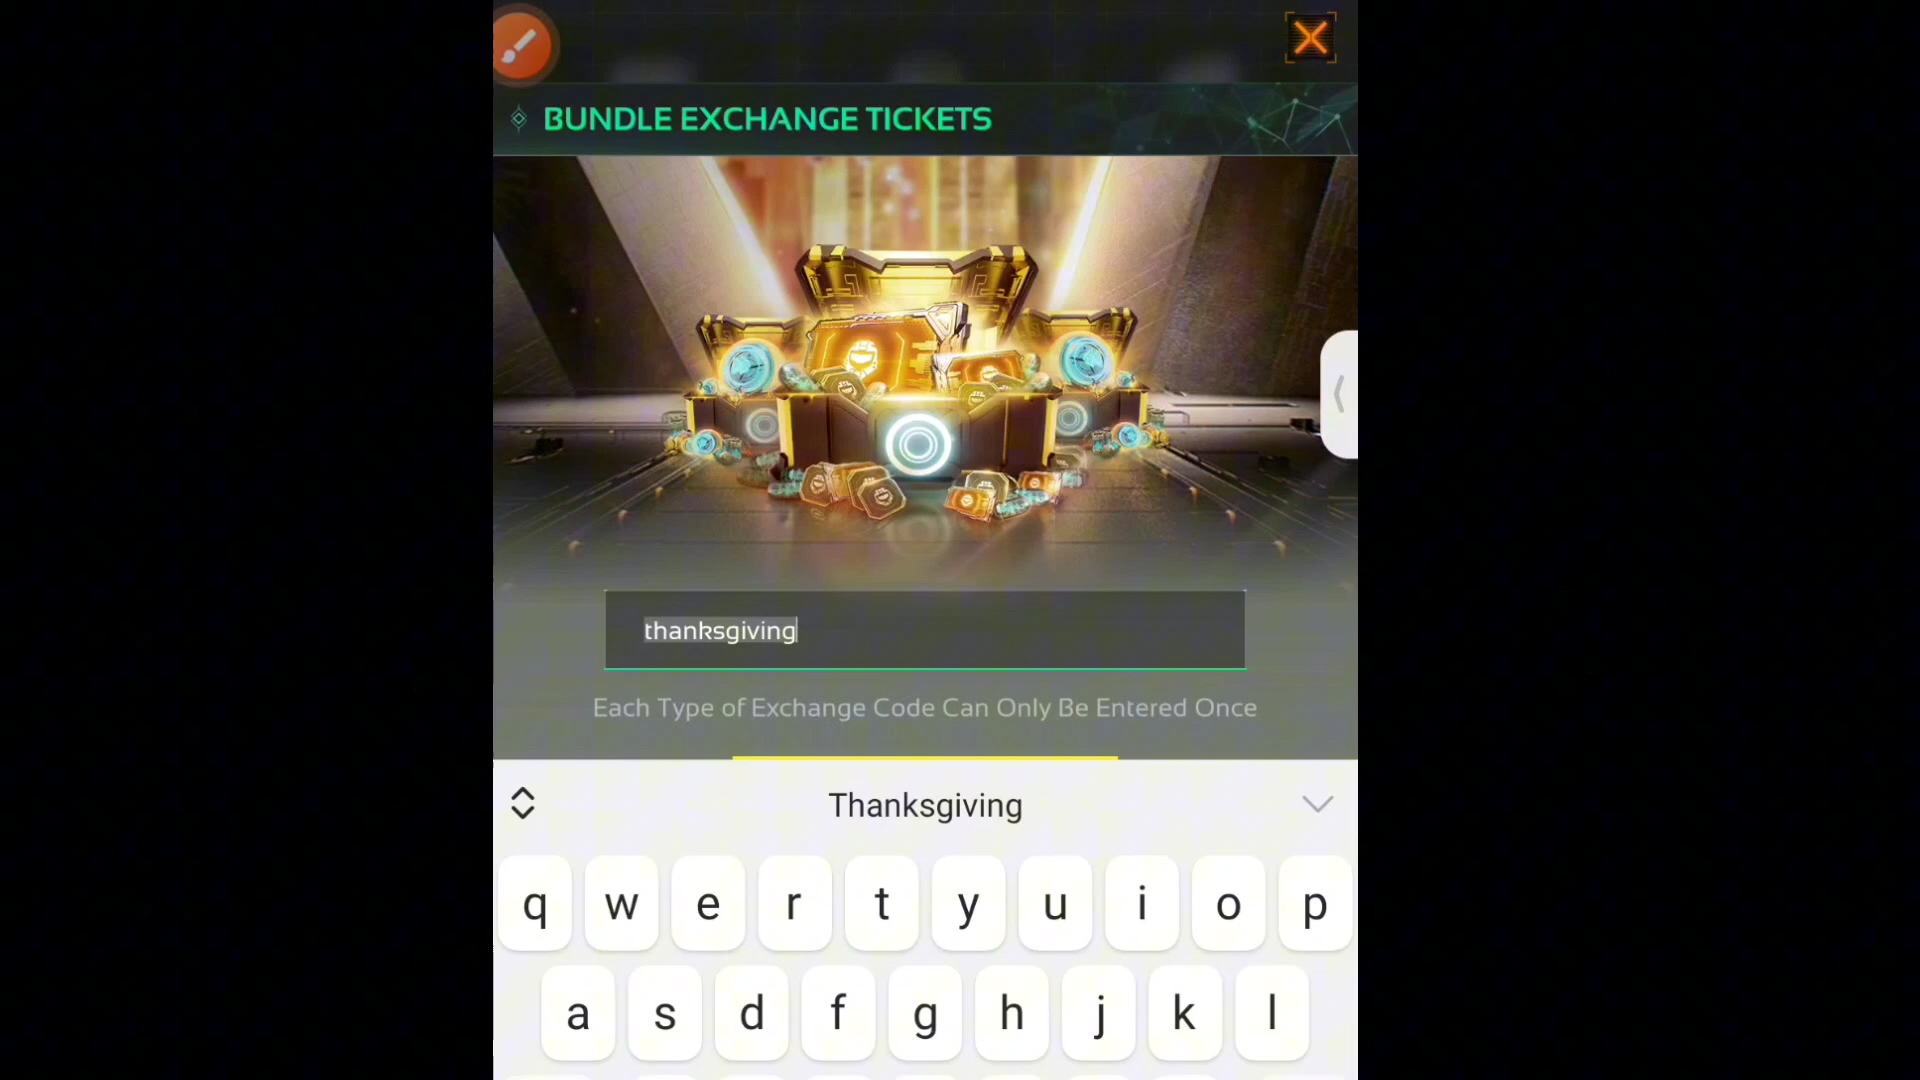 BUNDLE EXCHANGE TICKETS
thanksgiving
Each Type of Exchange Code Can Only Be Entered Once
Thanksgiving
q w e r t y u i o p
a s d f g h j k l